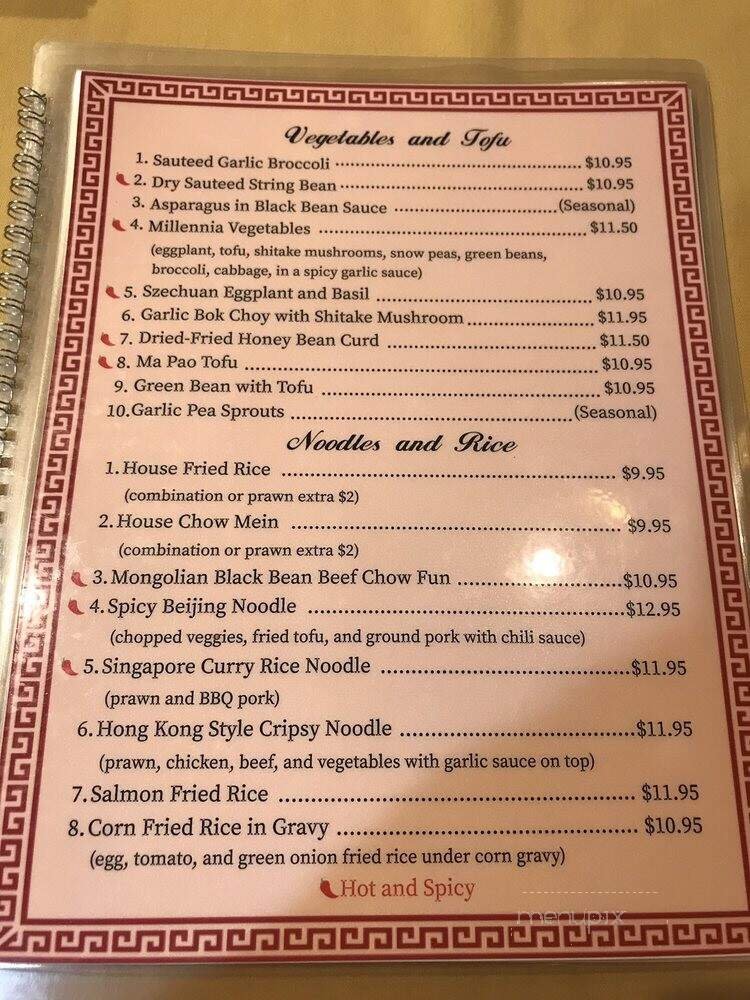 Vegetables and Tofu
1. Sauteed Garlic Broccoli ............................................. $10.95
2. Dry Sauteed String Bean ............................................. $10.95
3. Asparagus in Black Bean Sauce .............................. (Seasonal)
4. Millennia Vegetables ................................................. $11.50
(eggplant, tofu, shitake mushrooms, snow peas, green beans,
broccoli, cabbage, in a spicy garlic sauce)
5. Szechuan Eggplant and Basil ........................................ $10.95
6. Garlic Bok Choy with Shitake Mushroom ....................... $11.95
7. Dried-Fried Honey Bean Curd ...................................... $11.50
8. Ma Pao Tofu ................................................................ $10.95
9. Green Bean with Tofu .................................................. $10.95
10. Garlic Pea Sprouts .................................................... (Seasonal)
Noodles and Rice
1. House Fried Rice .......................................................... $9.95
(combination or prawn extra $2)
2. House Chow Mein ........................................................ $9.95
(combination or prawn extra $2)
3. Mongolian Black Bean Beef Chow Fun ............................ $10.95
4. Spicy Beijing Noodle ..................................................... $12.95
(chopped veggies, fried tofu, and ground pork with chili sauce)
5. Singapore Curry Rice Noodle ......................................... $11.95
(prawn and BBQ pork)
6. Hong Kong Style Cripsy Noodle ...................................... $11.95
(prawn, chicken, beef, and vegetables with garlic sauce on top)
7. Salmon Fried Rice ......................................................... $11.95
8. Corn Fried Rice in Gravy ................................................ $10.95
(egg, tomato, and green onion fried rice under corn gravy)
Hot and Spicy
menupix